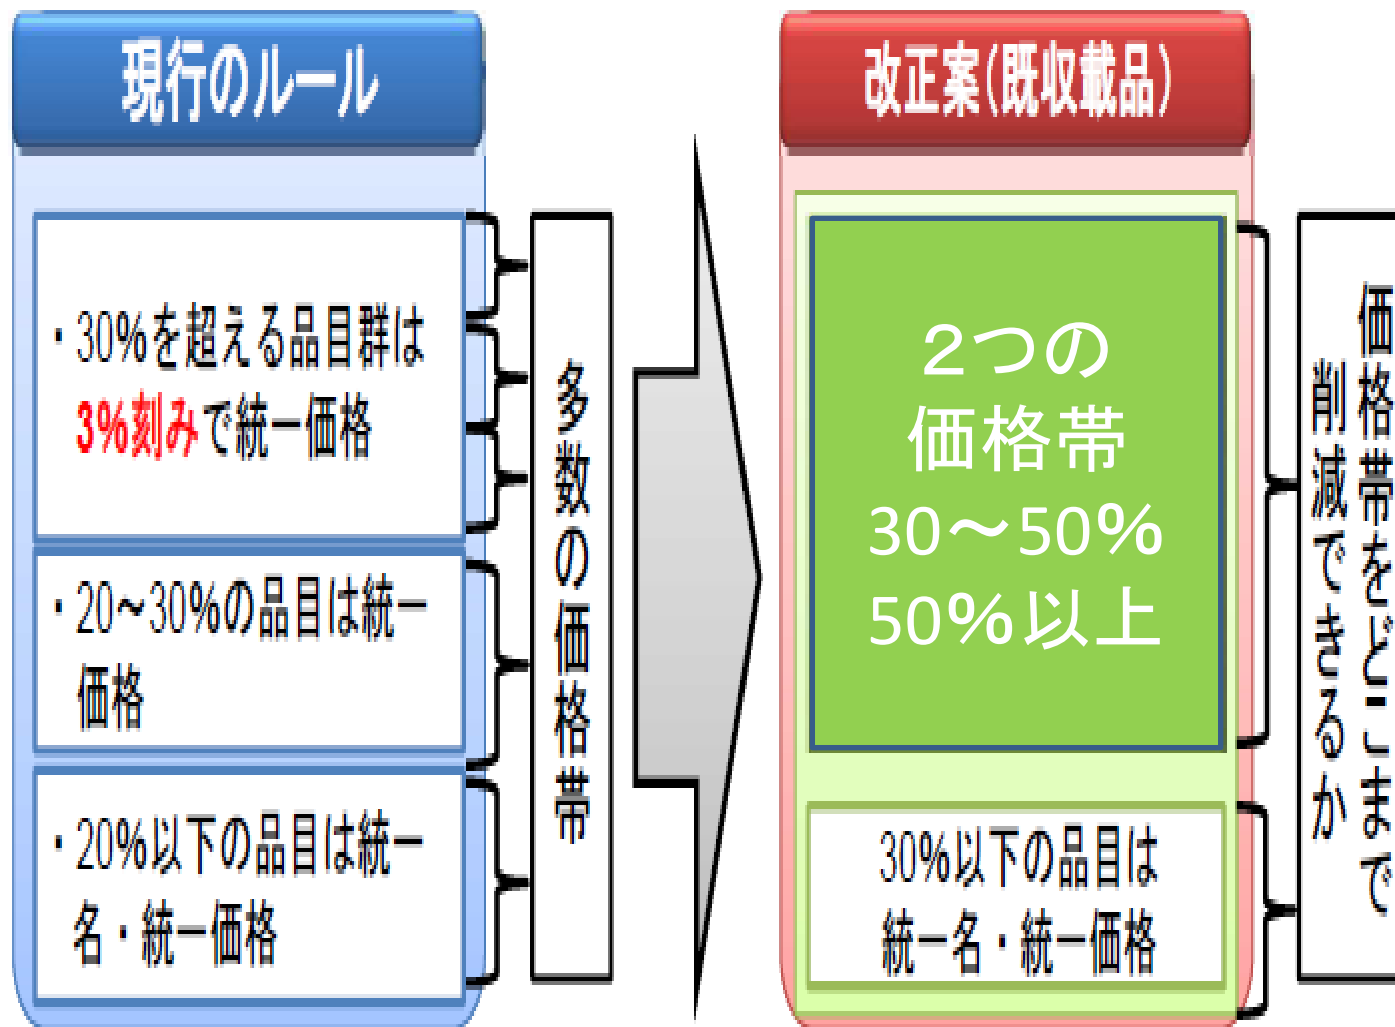 現行のルール
・30%を超える品目群は
3%刻みで統一価格
・20~30%の品目は統一
価格
・20%以下の品目は統一
名・統一価格
多数の価格帯
改正案(既収載品)
2つの
価格帯
30～50%
50%以上
30%以下の品目は
統一名・統一価格
価格帯をどこまで
削減できるか